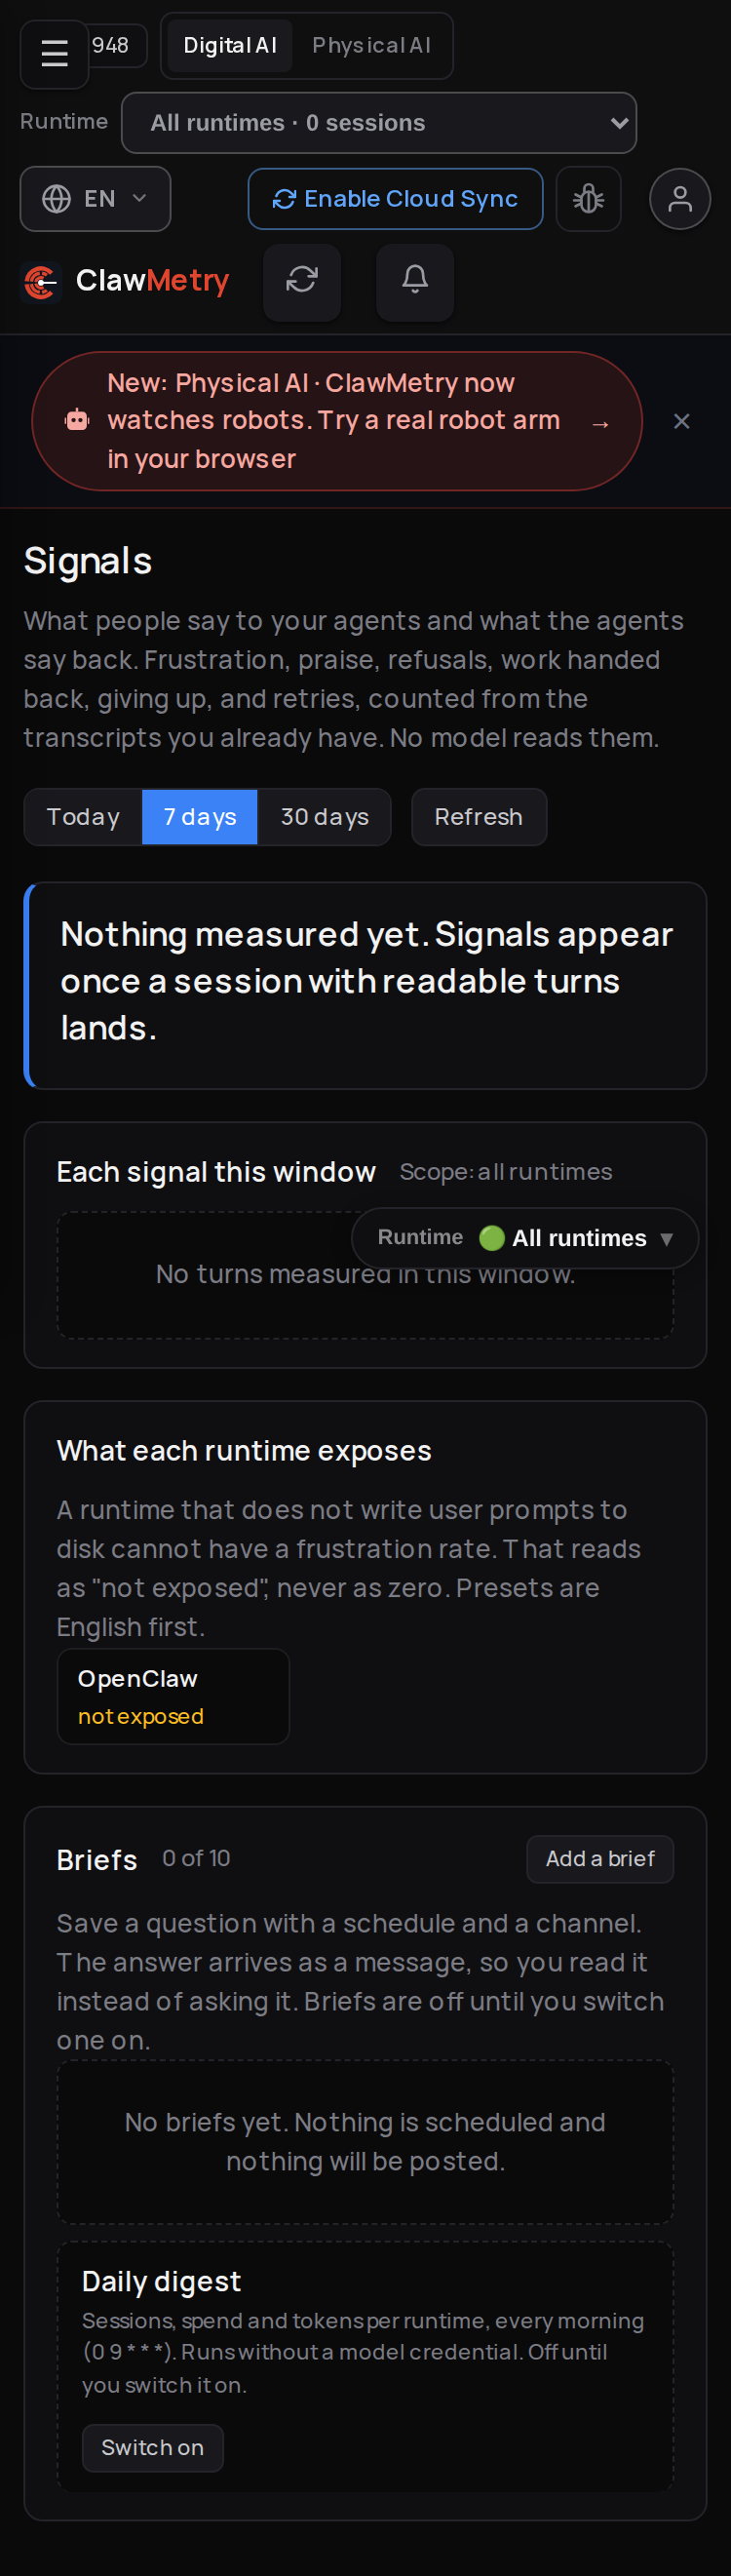 ☰ 948 Digital AI Physical AI
Runtime All runtimes · 0 sessions
EN Enable Cloud Sync
ClawMetry
New: Physical AI · ClawMetry now
watches robots. Try a real robot arm →
in your browser
×
Signals
What people say to your agents and what the agents
say back. Frustration, praise, refusals, work handed
back, giving up, and retries, counted from the
transcripts you already have. No model reads them.
Today 7 days 30 days Refresh
Nothing measured yet. Signals appear
once a session with readable turns
lands.
Each signal this window Scope: all runtimes
Runtime All runtimes ▾
No turns measured in this window.
What each runtime exposes
A runtime that does not write user prompts to
disk cannot have a frustration rate. That reads
as "not exposed", never as zero. Presets are
English first.
OpenClaw
not exposed
Briefs 0 of 10 Add a brief
Save a question with a schedule and a channel.
The answer arrives as a message, so you read it
instead of asking it. Briefs are off until you switch
one on.
No briefs yet. Nothing is scheduled and
nothing will be posted.
Daily digest
Sessions, spend and tokens per runtime, every morning
(0 9 * * *). Runs without a model credential. Off until
you switch it on.
Switch on